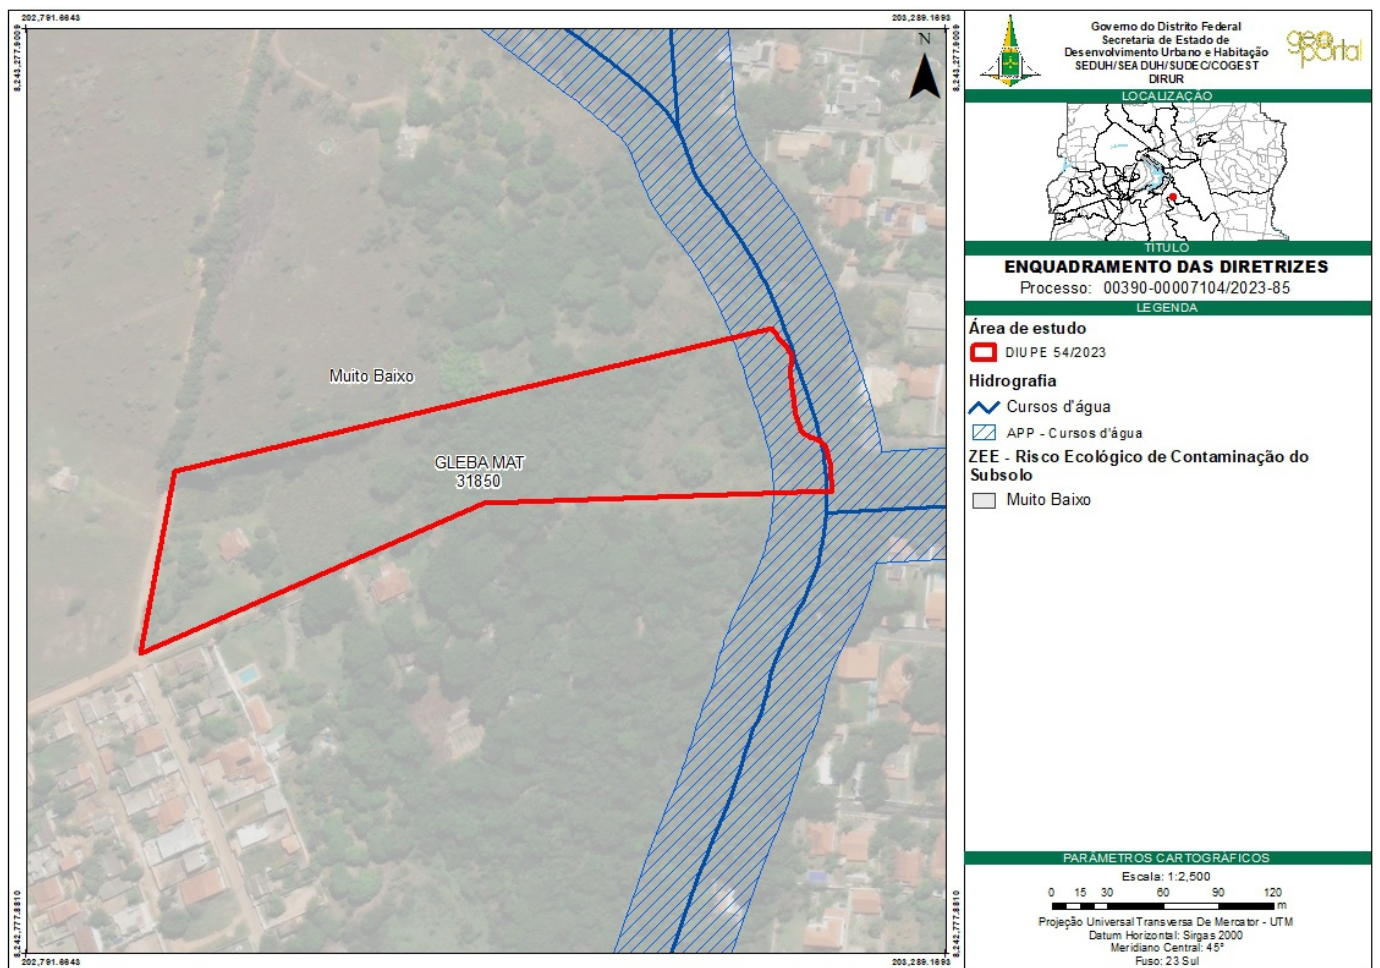 202,791.6643
203,289.1693
8,243,277.9009
8,243,277.9009
N
Muito Baixo
GLEBA MAT
31850
8,242,777.8810
8,242,777.8810
202,791.6643
203,289.1693
Governo do Distrito Federal
Secretaria de Estado de
Desenvolvimento Urbano e Habitação
SEDUH/SEADUH/SUDEC/COGEST
DIRUR
geoportal
LOCALIZAÇÃO
TÍTULO
ENQUADRAMENTO DAS DIRETRIZES
Processo: 00390-00007104/2023-85
LEGENDA
Área de estudo
DIUPE 54/2023
Hidrografia
Cursos d'água
APP - Cursos d'água
ZEE - Risco Ecológico de Contaminação do
Subsolo
Muito Baixo
PARÂMETROS CARTOGRÁFICOS
Escala: 1:2,500
0 15 30 60 90 120
m
Projeção Universal Transversa De Mercator - UTM
Datum Horizontal: Sirgas 2000
Meridiano Central: 45°
Fuso: 23 Sul